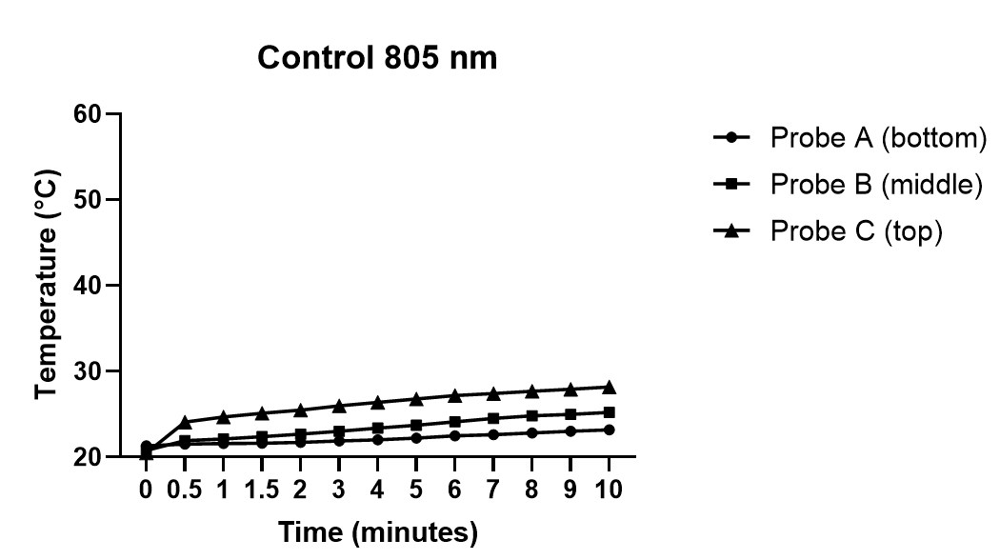 Control 805 nm
60
50
40
30
20
Temperature (°C)
0 0.5 1 1.5 2 3 4 5 6 7 8 9 10
Time (minutes)
Probe A (bottom)
Probe B (middle)
Probe C (top)